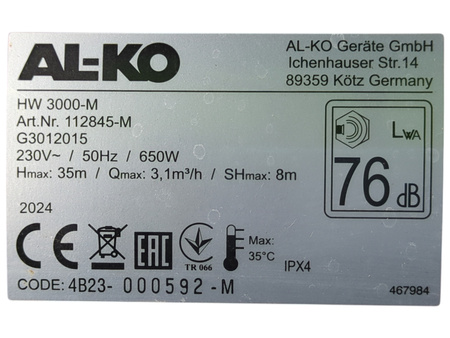 AL-KO
AL-KO Geräte GmbH
Ichenhauser Str.14
89359 Kötz Germany
HW 3000-M
Art.Nr. 112845-M
G3012015
230V~ / 50Hz / 650W
Hmax: 35m / Qmax: 3,1m³/h / SHmax: 8m
LWA
76 dB
2024
CE EAC TR 066 Max: 35°C IPX4
CODE: 4B23- 000592 -M
467984